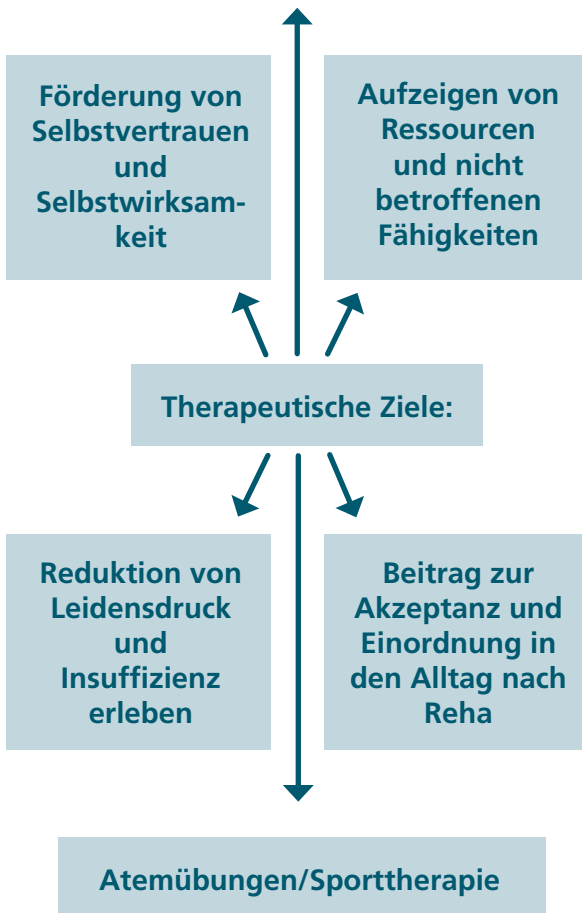 Förderung von
Selbstvertrauen
und
Selbstwirksam-
keit
Aufzeigen von
Ressourcen
und nicht
betroffenen
Fähigkeiten
Therapeutische Ziele:
Reduktion von
Leidensdruck
und
Insuffizienz
erleben
Beitrag zur
Akzeptanz und
Einordnung in
den Alltag nach
Reha
Atemübungen/Sporttherapie